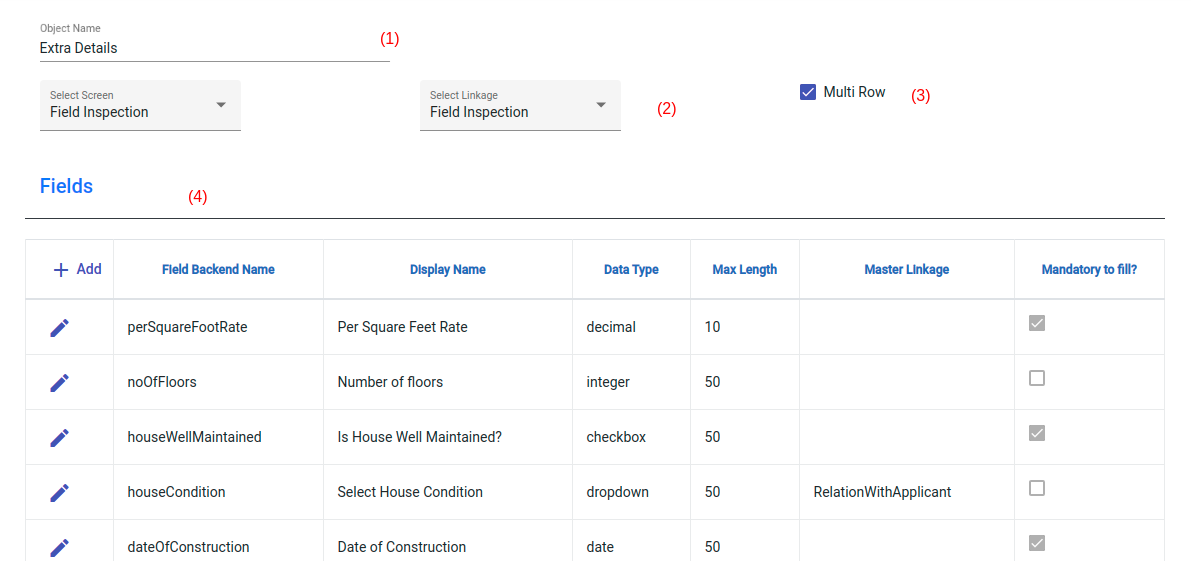 Object Name
Extra Details (1)
Select Screen Select Linkage Multi Row (3)
Field Inspection Field Inspection (2)
Fields (4)
Add Field Backend Name Display Name Data Type Max Length Master Linkage Mandatory to fill?
perSquareFootRate Per Square Feet Rate decimal 10
noOfFloors Number of floors integer 50
houseWellMaintained Is House Well Maintained? checkbox 50
houseCondition Select House Condition dropdown 50 RelationWithApplicant
dateOfConstruction Date of Construction date 50